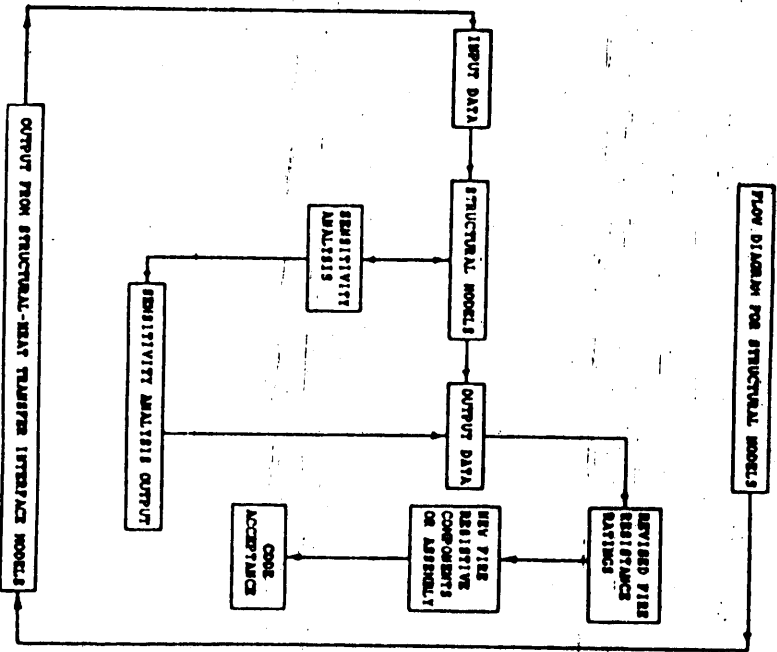 FLOW DIAGRAM FOR STRUCTURAL MODELS
INPUT DATA
STRUCTURAL MODELS
OUTPUT DATA
REVISED FIRE
RESISTANCE
RATINGS
SENSITIVITY
ANALYSIS
NEW FIRE
RESISTIVE
COMPONENTS
OR ASSEMBLY
SENSITIVITY ANALYSIS OUTPUT
CODE
ACCEPTANCE
OUTPUT FROM STRUCTURAL-HEAT TRANSFER INTERFACE MODELS